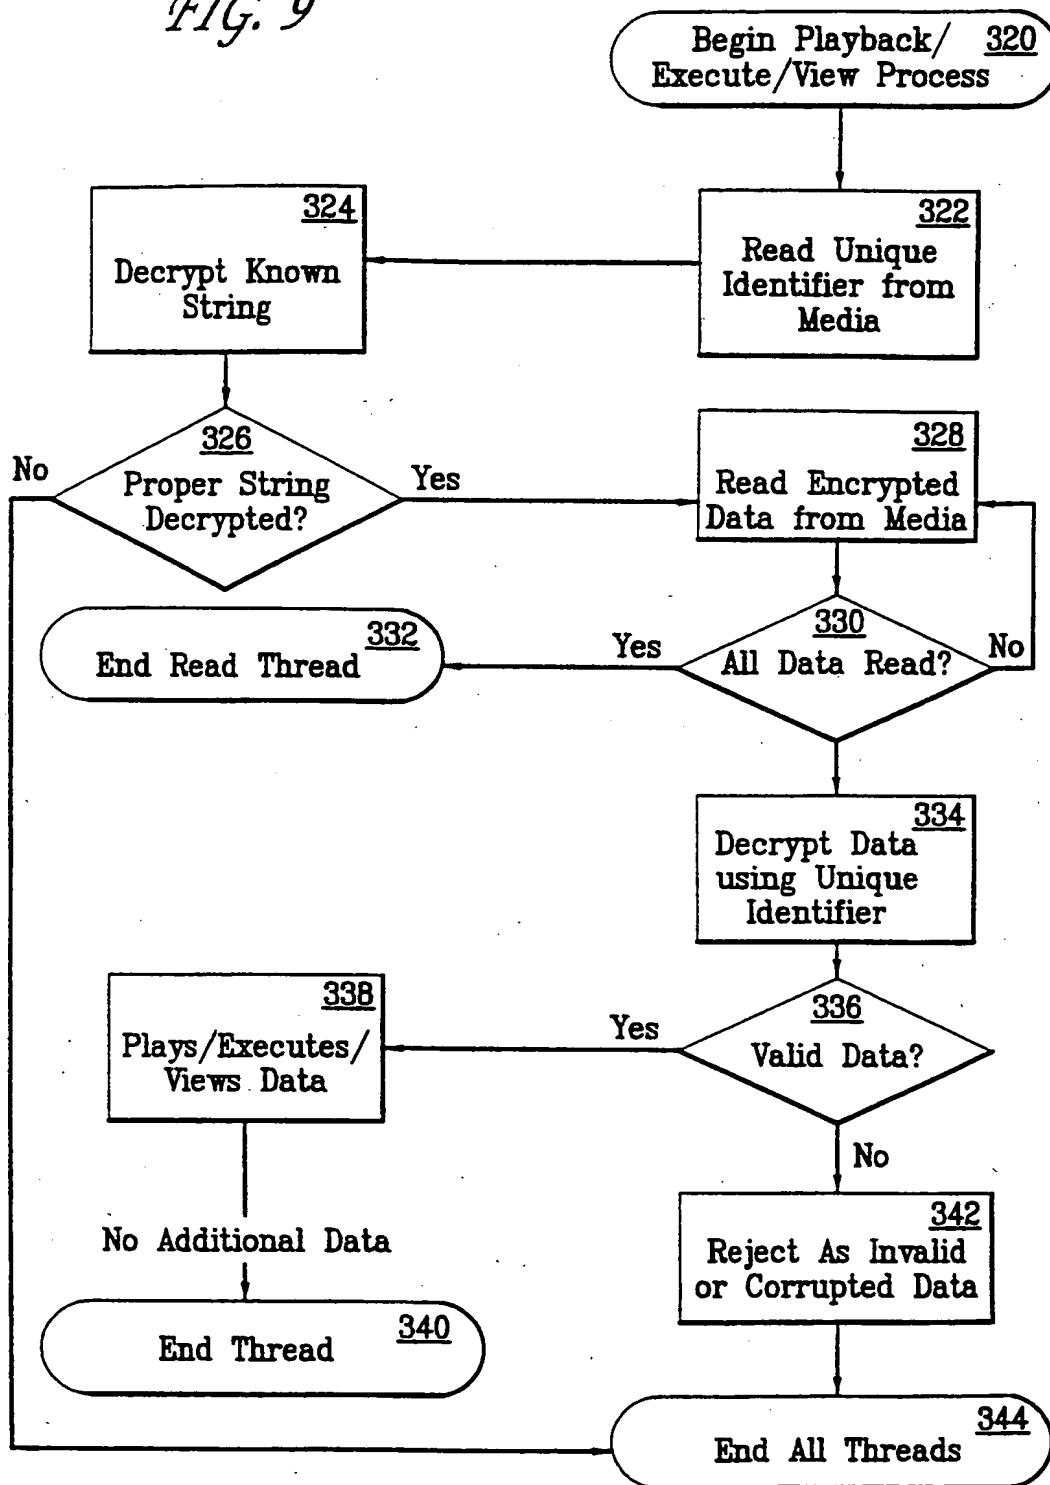 FIG. 9
Begin Playback/ 320
Execute/View Process
324
Decrypt Known
String
322
Read Unique
Identifier from
Media
326
Proper String
Decrypted?
No
Yes
328
Read Encrypted
Data from Media
330
All Data Read?
Yes
No
332
End Read Thread
334
Decrypt Data
using Unique
Identifier
336
Valid Data?
Yes
No
338
Plays/Executes/
Views Data
No Additional Data
340
End Thread
342
Reject As Invalid
or Corrupted Data
344
End All Threads